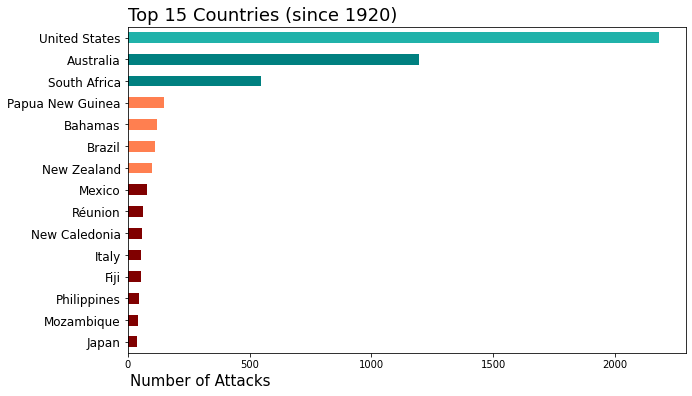 Top 15 Countries (since 1920)
United States
Australia
South Africa
Papua New Guinea
Bahamas
Brazil
New Zealand
Mexico
Réunion
New Caledonia
Italy
Fiji
Philippines
Mozambique
Japan
0 500 1000 1500 2000
Number of Attacks